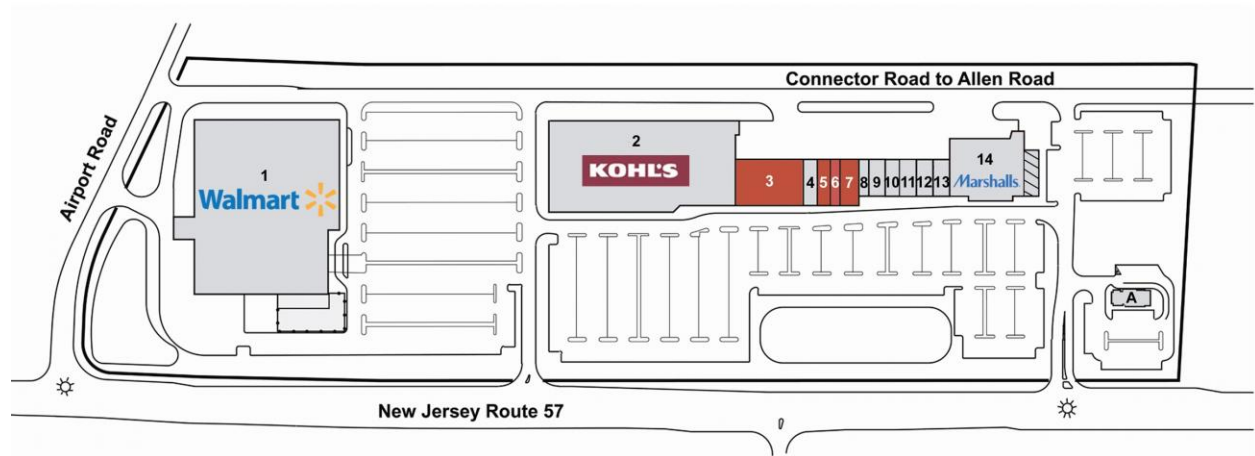 Connector Road to Allen Road
Airport Road
1
Walmart
2
KOHL'S
3
4
5
6
7
8
9
10
11
12
13
14
Marshalls
A
New Jersey Route 57